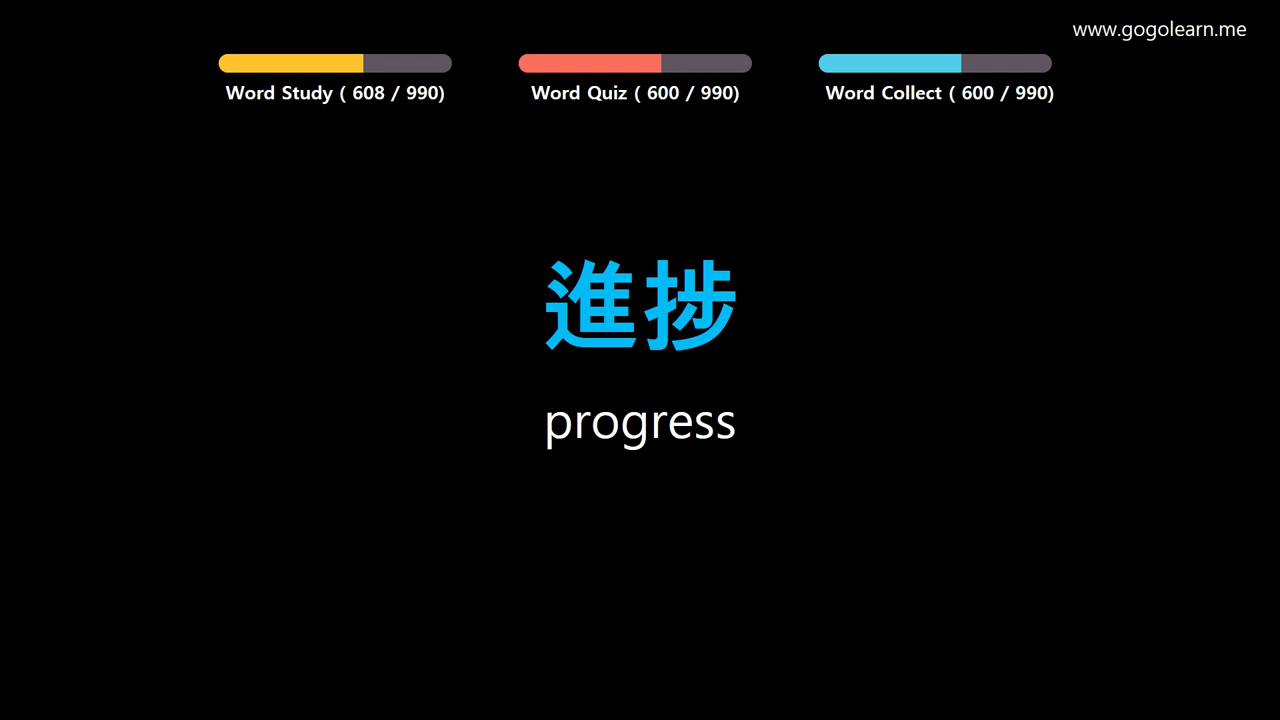 www.gogolearn.me
Word Study ( 608 / 990)
Word Quiz ( 600 / 990)
Word Collect ( 600 / 990)
進捗
progress